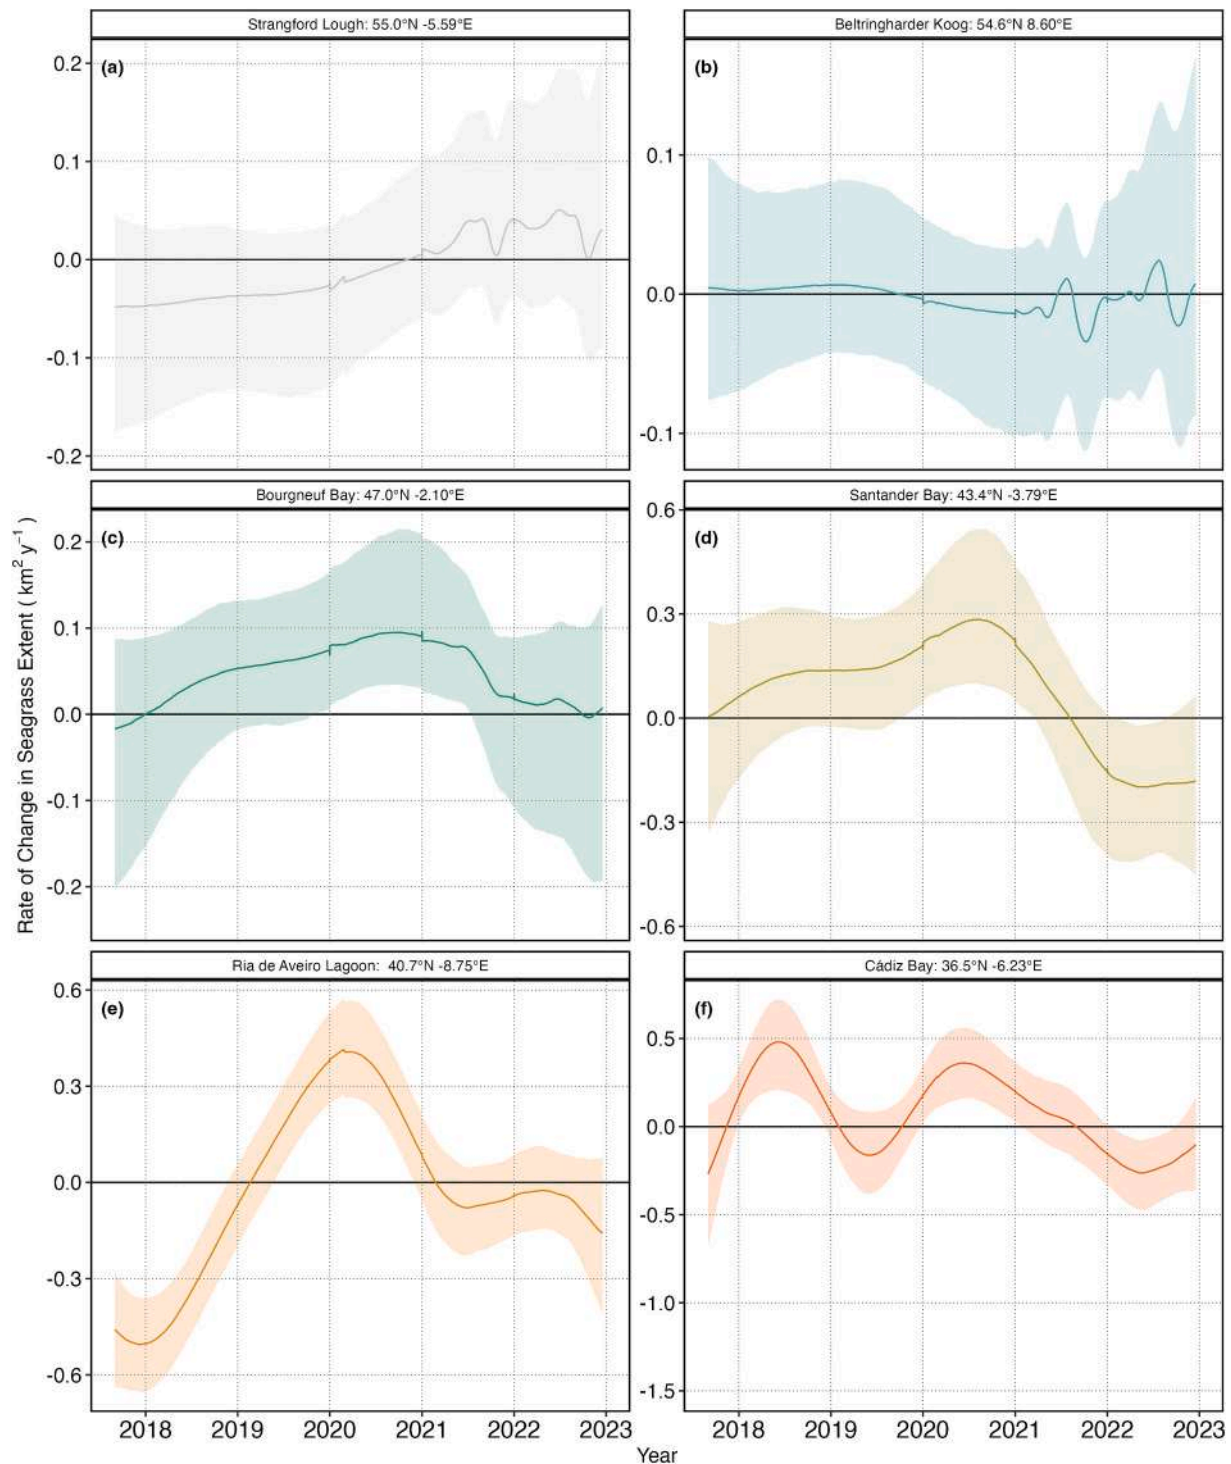 Strangford Lough: 55.0°N -5.59°E
Beltringharder Koog: 54.6°N 8.60°E
(a)
0.2
0.1
0.0
-0.1
-0.2
(b)
0.1
0.0
-0.1
Bourgneuf Bay: 47.0°N -2.10°E
Santander Bay: 43.4°N -3.79°E
Rate of Change in Seagrass Extent ( km² y⁻¹ )
(c)
0.2
0.1
0.0
-0.1
-0.2
(d)
0.6
0.3
0.0
-0.3
-0.6
Ria de Aveiro Lagoon: 40.7°N -8.75°E
Cádiz Bay: 36.5°N -6.23°E
(e)
0.6
0.3
0.0
-0.3
-0.6
(f)
0.5
0.0
-0.5
-1.0
-1.5
2018 2019 2020 2021 2022 2023
2018 2019 2020 2021 2022 2023
Year